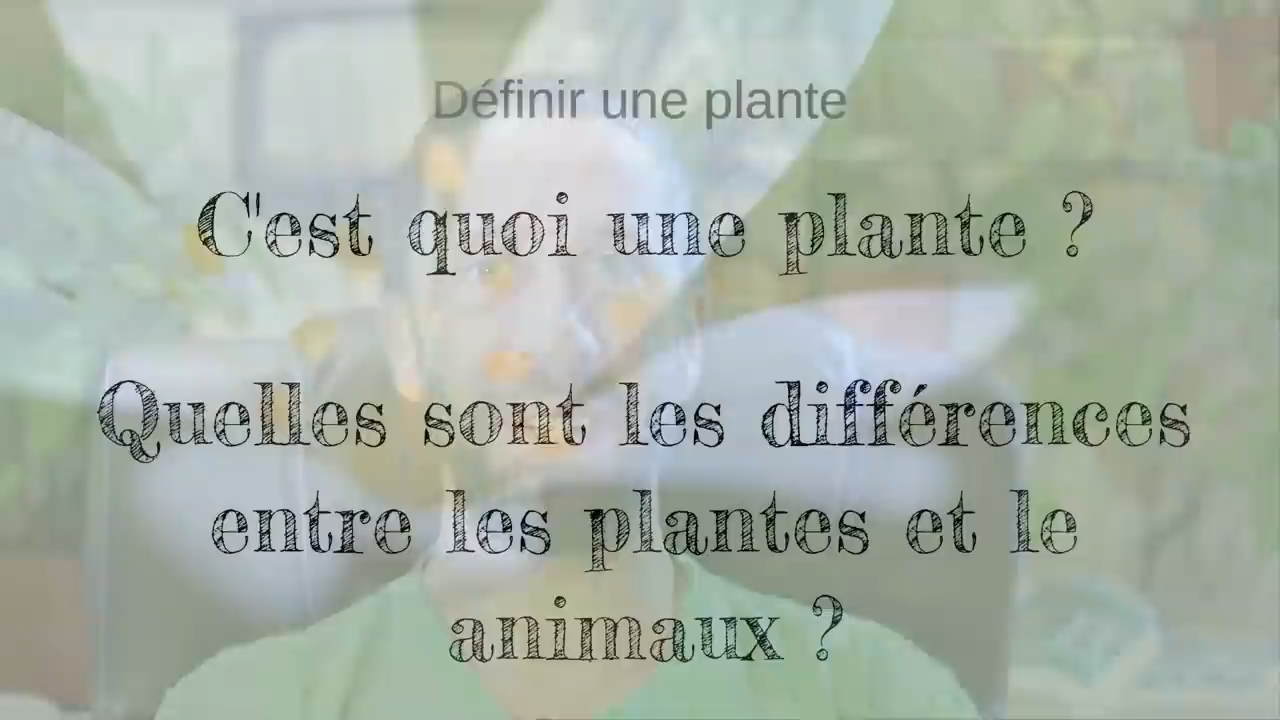 Définir une plante
C'est quoi une plante ?
Quelles sont les différences
entre les plantes et le
animaux ?